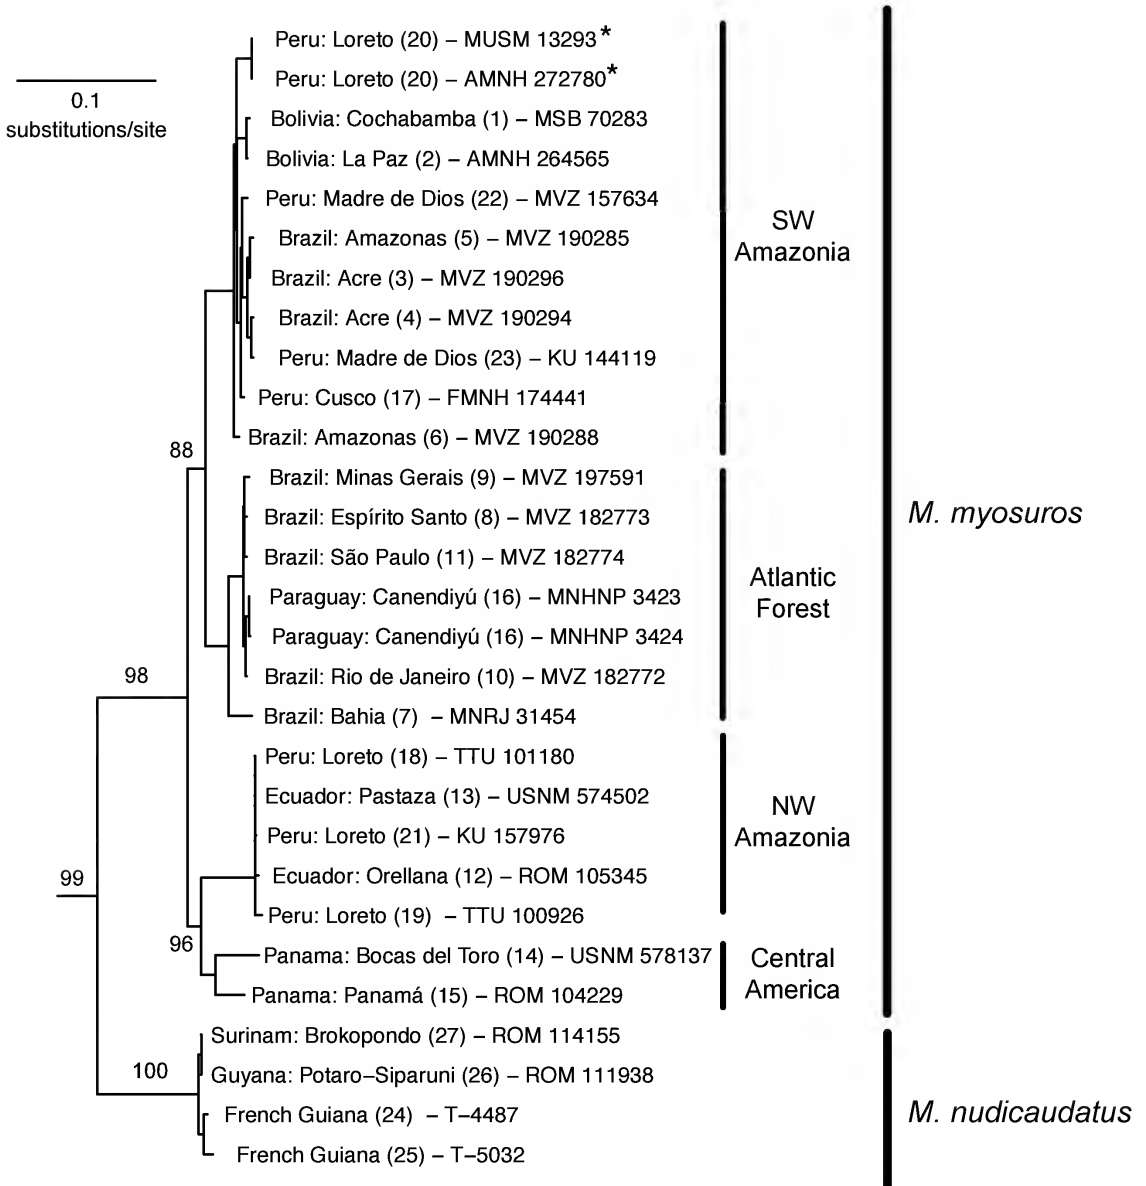 Peru: Loreto (20) – MUSM 13293*
Peru: Loreto (20) – AMNH 272780*
0.1
substitutions/site
Bolivia: Cochabamba (1) – MSB 70283
Bolivia: La Paz (2) – AMNH 264565
Peru: Madre de Dios (22) – MVZ 157634
Brazil: Amazonas (5) – MVZ 190285
Brazil: Acre (3) – MVZ 190296
Brazil: Acre (4) – MVZ 190294
Peru: Madre de Dios (23) – KU 144119
Peru: Cusco (17) – FMNH 174441
Brazil: Amazonas (6) – MVZ 190288
SW
Amazonia
88
Brazil: Minas Gerais (9) – MVZ 197591
Brazil: Espírito Santo (8) – MVZ 182773
Brazil: São Paulo (11) – MVZ 182774
Paraguay: Canendiyú (16) – MNHNP 3423
Paraguay: Canendiyú (16) – MNHNP 3424
Brazil: Rio de Janeiro (10) – MVZ 182772
Brazil: Bahia (7) – MNRJ 31454
Atlantic
Forest
M. myosuros
98
Peru: Loreto (18) – TTU 101180
Ecuador: Pastaza (13) – USNM 574502
Peru: Loreto (21) – KU 157976
Ecuador: Orellana (12) – ROM 105345
Peru: Loreto (19) – TTU 100926
NW
Amazonia
99
96
Panama: Bocas del Toro (14) – USNM 578137
Panama: Panamá (15) – ROM 104229
Central
America
Surinam: Brokopondo (27) – ROM 114155
Guyana: Potaro–Siparuni (26) – ROM 111938
French Guiana (24) – T–4487
French Guiana (25) – T–5032
100
M. nudicaudatus